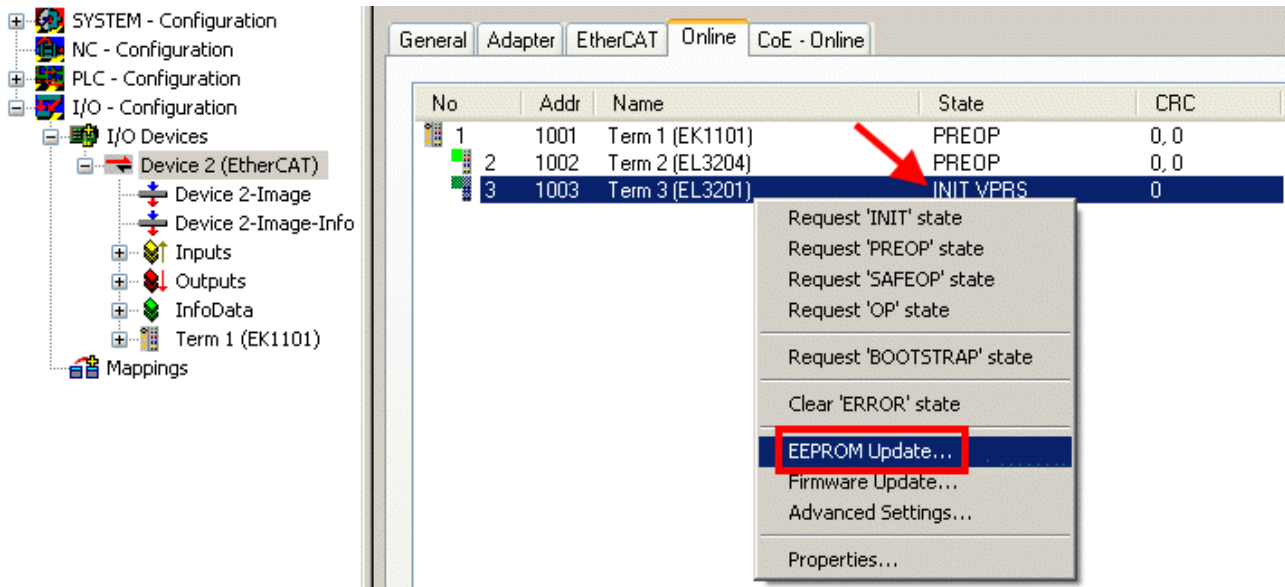 SYSTEM - Configuration
NC - Configuration
PLC - Configuration
I/O - Configuration
I/O Devices
Device 2 (EtherCAT)
Device 2-Image
Device 2-Image-Info
Inputs
Outputs
InfoData
Term 1 (EK1101)
Mappings
General Adapter EtherCAT Online CoE - Online
No Addr Name State CRC
1 1001 Term 1 (EK1101) PREOP 0, 0
2 1002 Term 2 (EL3204) PREOP 0, 0
3 1003 Term 3 (EL3201) INIT VPRS 0
Request 'INIT' state
Request 'PREOP' state
Request 'SAFEOP' state
Request 'OP' state
Request 'BOOTSTRAP' state
Clear 'ERROR' state
EEPROM Update...
Firmware Update...
Advanced Settings...
Properties...